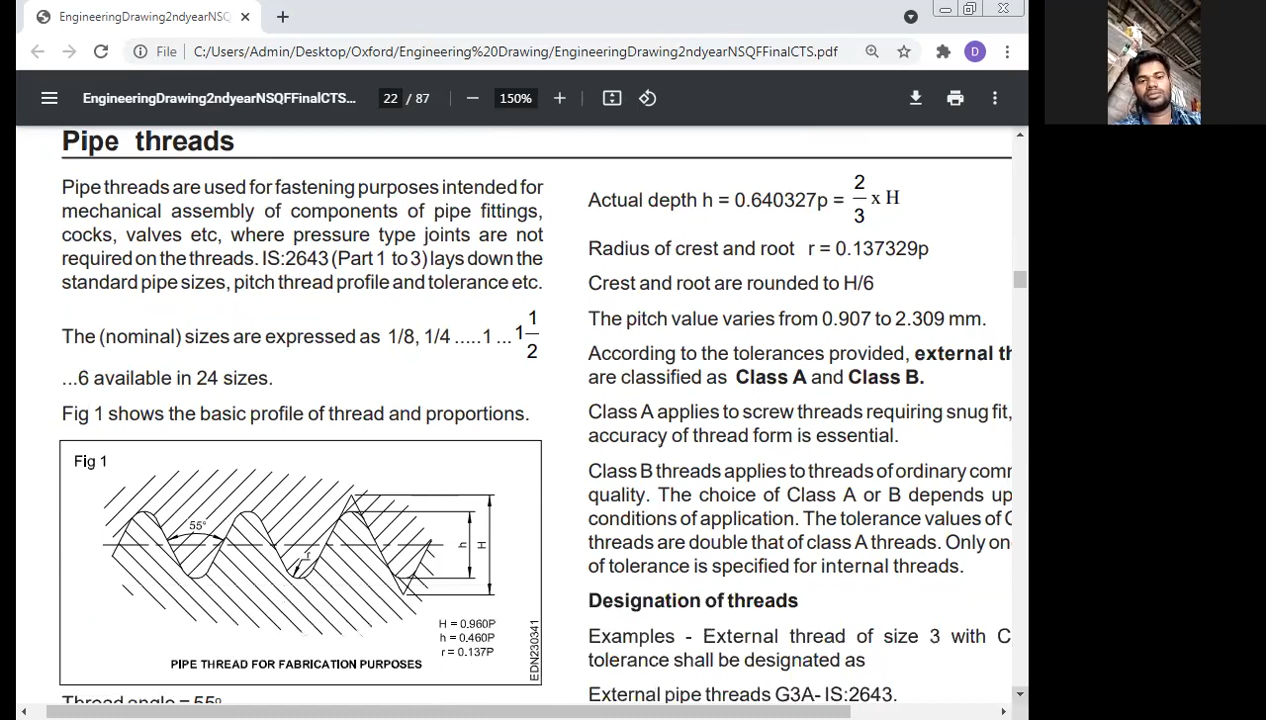 EngineeringDrawing2ndyearNSQ
File
C:/Users/Admin/Desktop/Oxford/Engineering%20Drawing/EngineeringDrawing2ndyearNSQFFinalCTS.pdf
D
EngineeringDrawing2ndyearNSQFFinalCTS...
22 / 87
150%
Pipe threads
Pipe threads are used for fastening purposes intended for
mechanical assembly of components of pipe fittings,
cocks, valves etc, where pressure type joints are not
required on the threads. IS:2643 (Part 1 to 3) lays down the
standard pipe sizes, pitch thread profile and tolerance etc.
The (nominal) sizes are expressed as 1/8, 1/4 .....1 ... 1 1/2
...6 available in 24 sizes.
Fig 1 shows the basic profile of thread and proportions.
Fig 1
55°
r
h
H
H = 0.960P
h = 0.460P
r = 0.137P
PIPE THREAD FOR FABRICATION PURPOSES
EDN230341
Thread angle = 55º
Actual depth h = 0.640327p = 2/3 x H
Radius of crest and root r = 0.137329p
Crest and root are rounded to H/6
The pitch value varies from 0.907 to 2.309 mm.
According to the tolerances provided, external th
are classified as Class A and Class B.
Class A applies to screw threads requiring snug fit,
accuracy of thread form is essential.
Class B threads applies to threads of ordinary com
quality. The choice of Class A or B depends up
conditions of application. The tolerance values of C
threads are double that of class A threads. Only on
of tolerance is specified for internal threads.
Designation of threads
Examples - External thread of size 3 with C
tolerance shall be designated as
External pipe threads G3A- IS:2643.